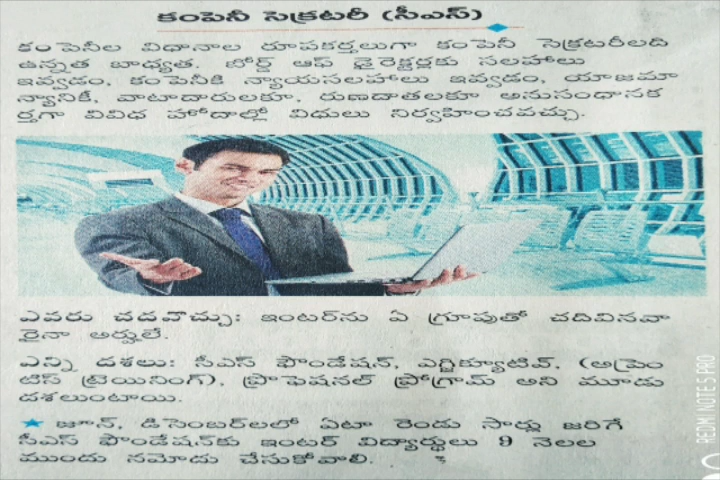 కంపెనీ సెక్రటరీ (సీఎస్)
కంపెనీల విధానాల రూపకర్తలుగా కంపెనీ సెక్రటరీలది
ఉన్నత బాధ్యత. బోర్డ్ ఆఫ్ డైరెక్టర్లకు సలహాలు
ఇవ్వడం, కంపెనీకి న్యాయసలహాలు ఇవ్వడం, యాజమా
న్యానికీ, వాటాదారులకూ, రుణదాతలకూ అనుసంధానక
ర్తగా వివిధ హోదాల్లో విధులు నిర్వహించవచ్చు.
ఎవరు చదవొచ్చు: ఇంటర్‌ను ఏ గ్రూపుతో చదివినవా
రైనా అర్హులే.
ఎన్ని దశలు: సీఎస్ ఫౌండేషన్, ఎగ్జిక్యూటివ్, (అప్రెం
టిస్ ట్రెయినింగ్), ప్రొఫెషనల్ ప్రోగ్రామ్ అని మూడు
దశలుంటాయి.
★ జూన్, డిసెంబర్‌లలో ఏటా రెండు సార్లు జరిగే
సీఎస్ ఫౌండేషన్‌కు ఇంటర్ విద్యార్థులు 9 నెలల
ముందు నమోదు చేసుకోవాలి.
REDMI NOTE 5 PRO